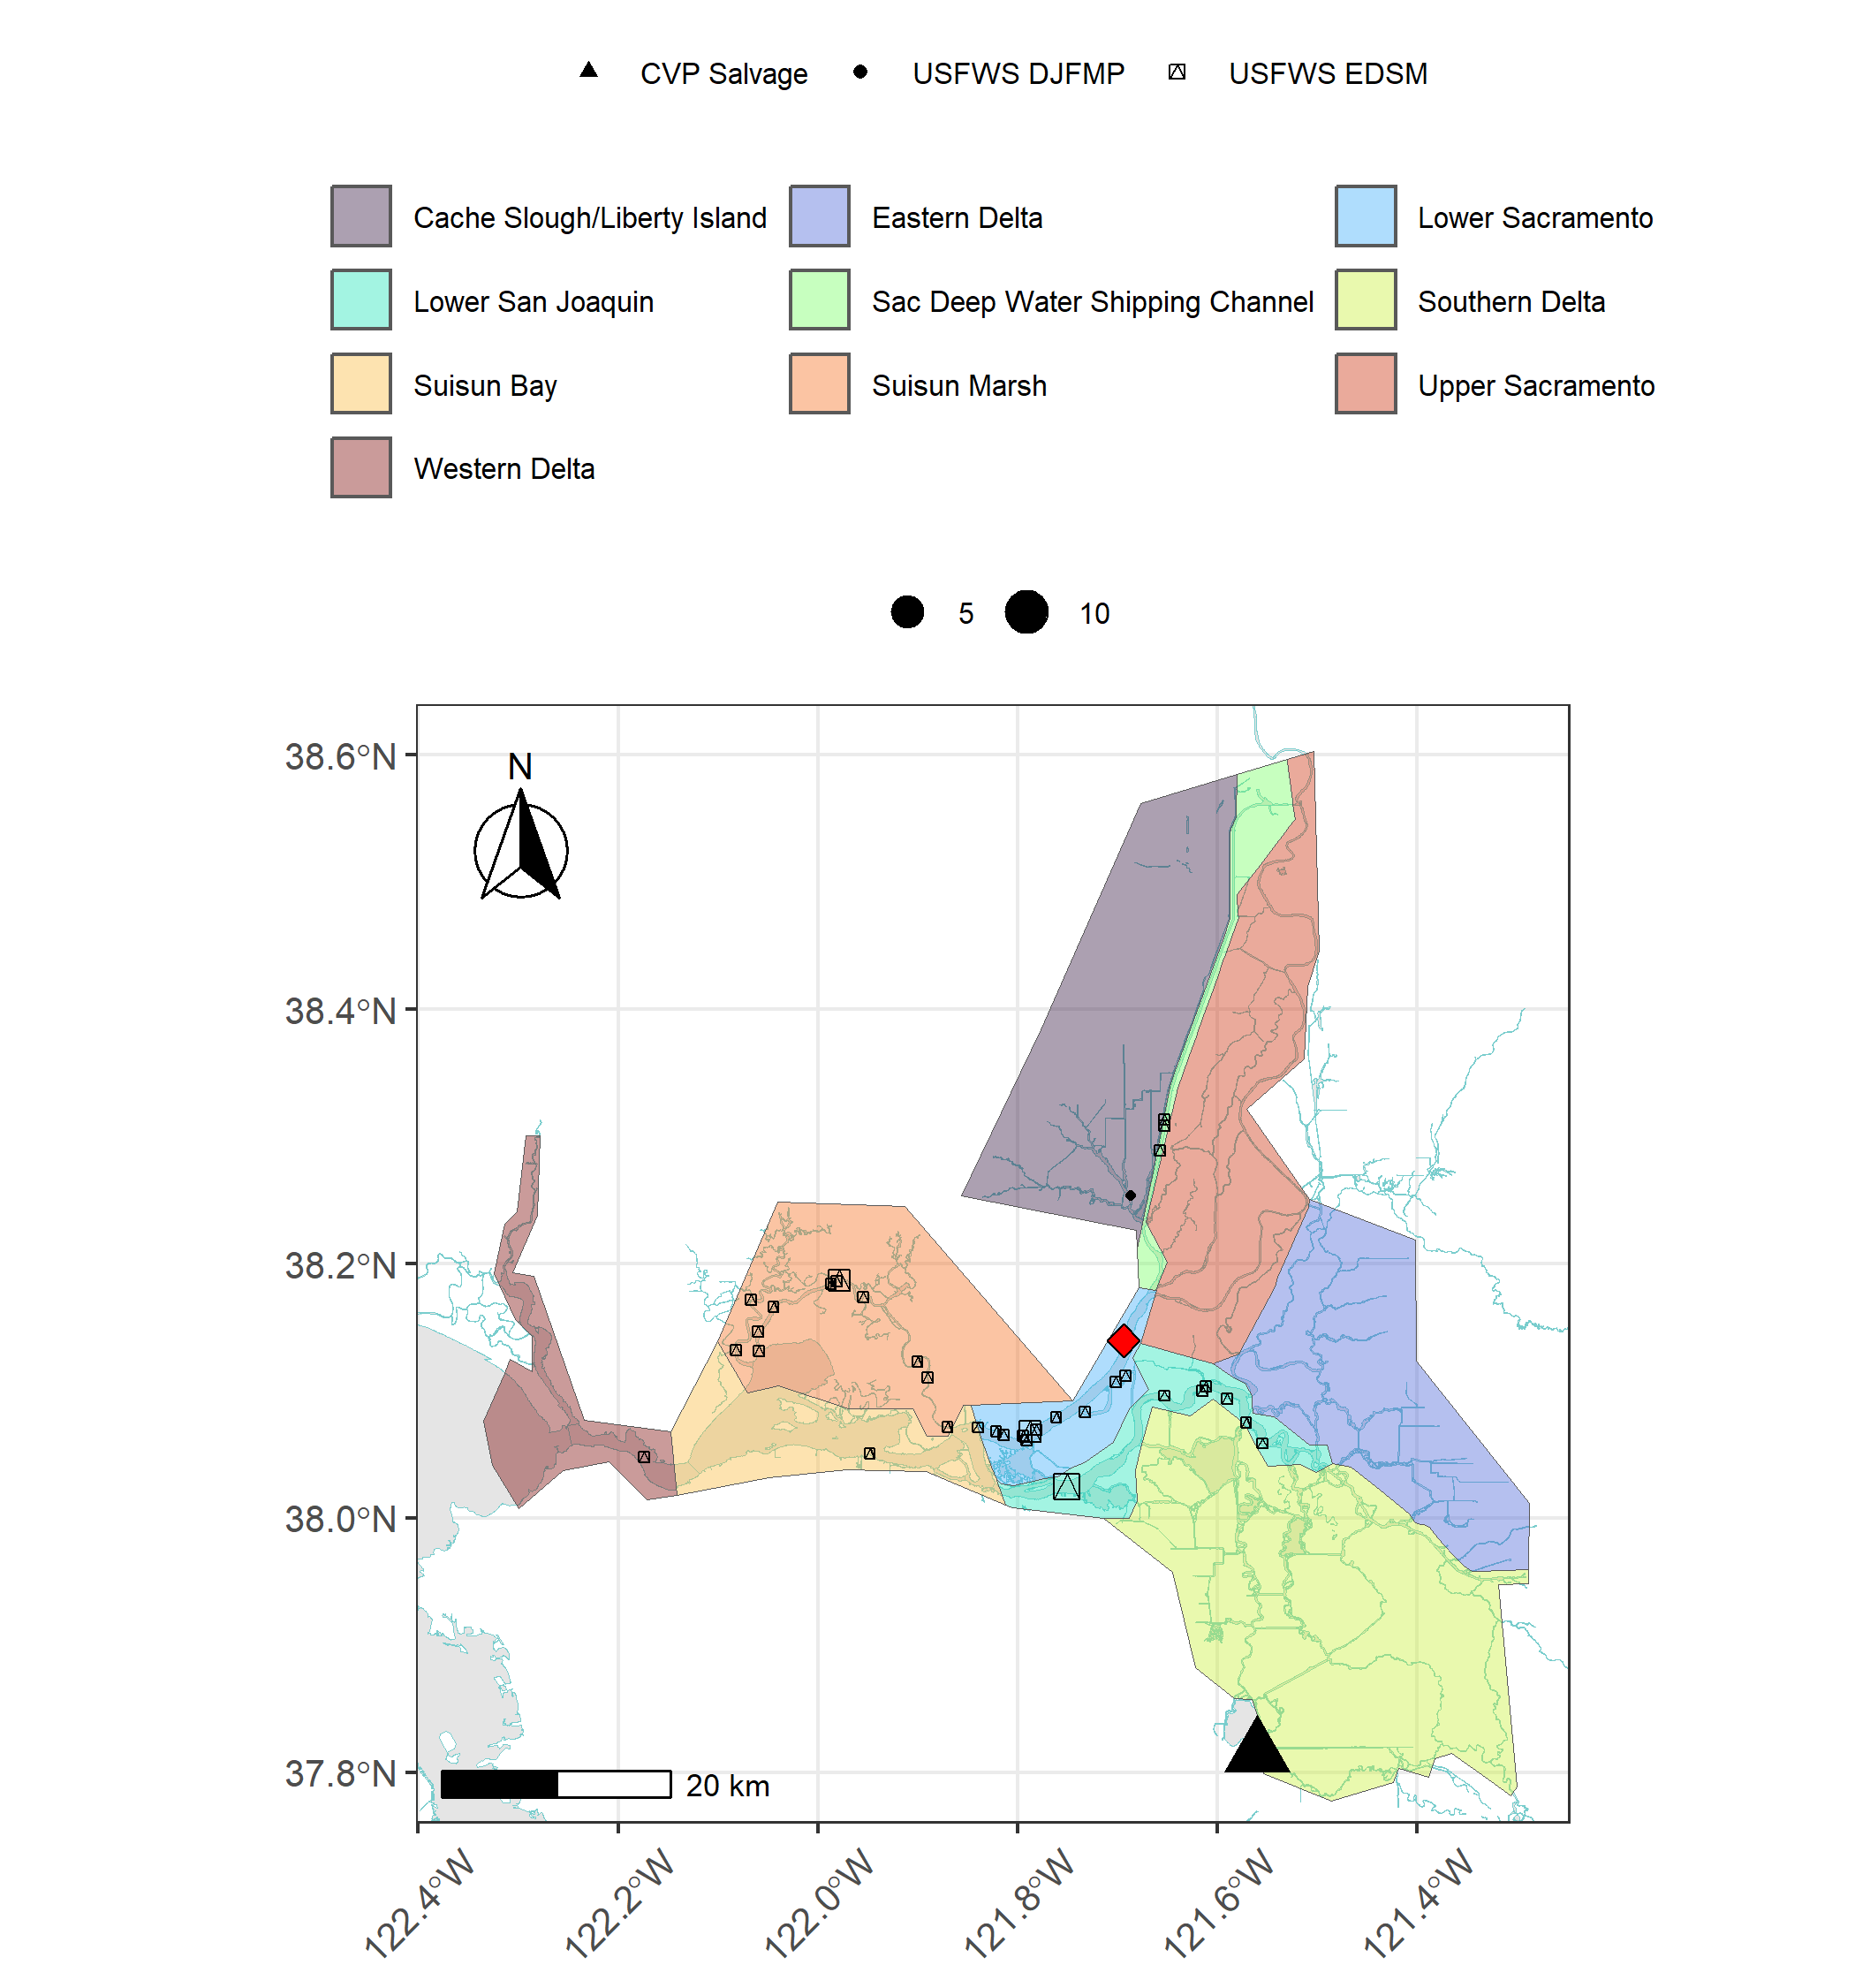 CVP Salvage USFWS DJFMP USFWS EDSM
Cache Slough/Liberty Island Eastern Delta Lower Sacramento
Lower San Joaquin Sac Deep Water Shipping Channel Southern Delta
Suisun Bay Suisun Marsh Upper Sacramento
Western Delta
5 10
38.6°N
N
38.4°N
38.2°N
38.0°N
37.8°N
20 km
122.4°W 122.2°W 122.0°W 121.8°W 121.6°W 121.4°W